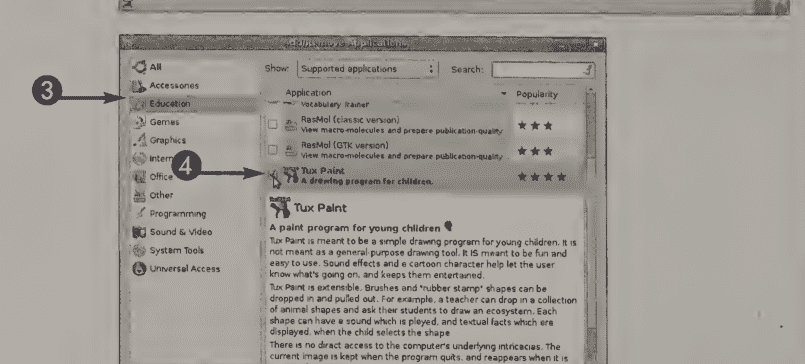 Add/Remove Applications
All
Show: Supported applications Search:
Accessories
Application Popularity
3
Education
Vocabulary Trainer
Games
RasMol (classic version)
View macro-molecules and prepare publication-quality
Graphics
RasMol (GTK version)
View macro-molecules and prepare publication-quality
Intern
4
Office
Tux Paint
A drawing program for children.
Other
Programming
Sound & Video
System Tools
Universal Access
Tux Paint
A paint program for young children
Tux Paint is meant to be a simple drawing program for young children. It is
not meant as a general-purpose drawing tool. It IS meant to be fun and
easy to use. Sound effects and a cartoon character help let the user
know what's going on, and keeps them entertained.
Tux Paint is extensible. Brushes and "rubber stamp" shapes can be
dropped in and pulled out. For example, a teacher can drop in a collection
of animal shapes and ask their students to draw an ecosystem. Each
shape can have a sound which is played, and textual facts which are
displayed, when the child selects the shape
There is no direct access to the computer's underlying intricacies. The
current image is kept when the program quits, and reappears when it is